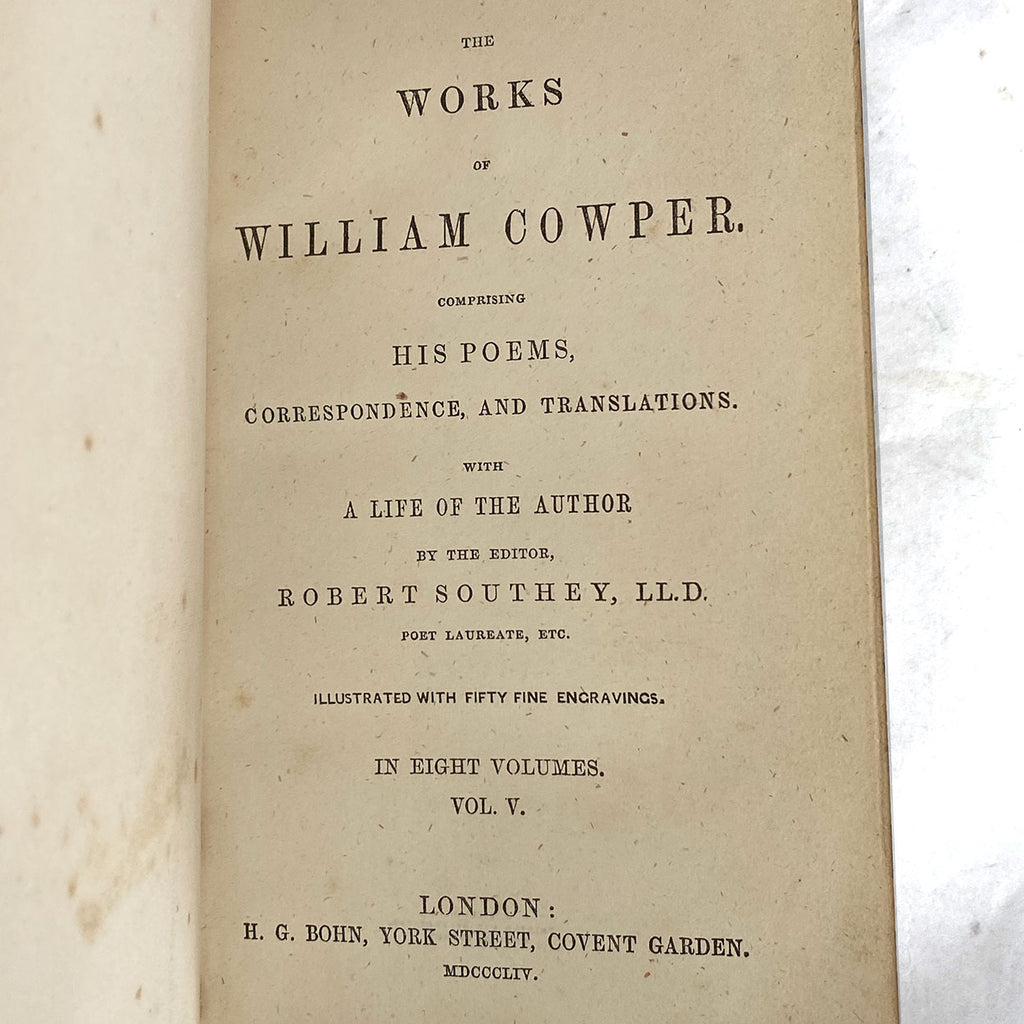 THE
WORKS
OF
WILLIAM COWPER.
COMPRISING
HIS POEMS,
CORRESPONDENCE, AND TRANSLATIONS.
WITH
A LIFE OF THE AUTHOR
BY THE EDITOR,
ROBERT SOUTHEY, LL.D.
POET LAUREATE, ETC.
ILLUSTRATED WITH FIFTY FINE ENGRAVINGS.
IN EIGHT VOLUMES.
VOL. V.
LONDON:
H. G. BOHN, YORK STREET, COVENT GARDEN.
MDCCCLIV.